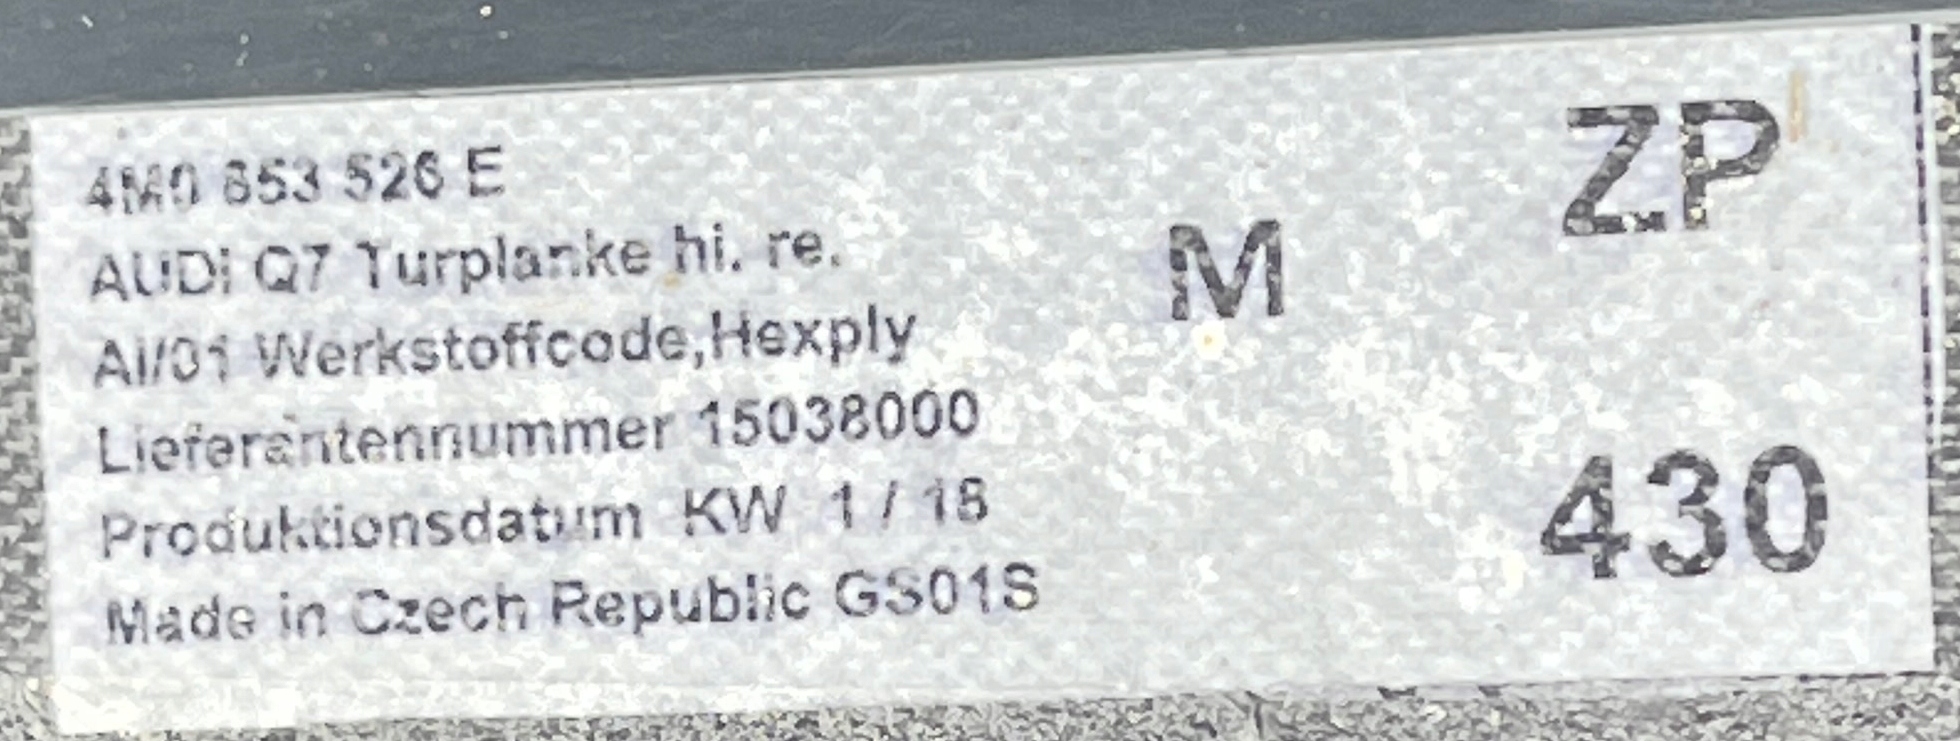 4M0 853 526 E
AUDI Q7 Turplanke hi. re.
AI/01 Werkstoffcode,Hexply
Lieferantennummer 15038000
Produktionsdatum KW 1 / 18
Made in Czech Republic GS01S
M
ZP
430